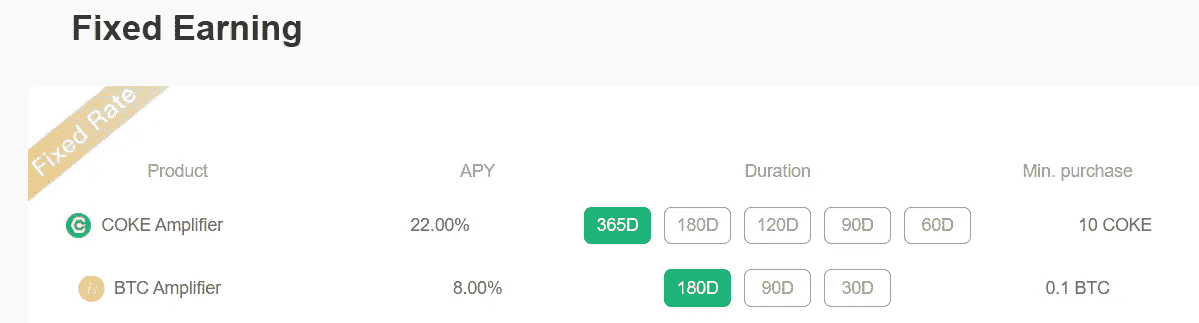 Fixed Earning
Fixed Rate
Product APY Duration Min. purchase
COKE Amplifier 22.00% 365D 180D 120D 90D 60D 10 COKE
BTC Amplifier 8.00% 180D 90D 30D 0.1 BTC